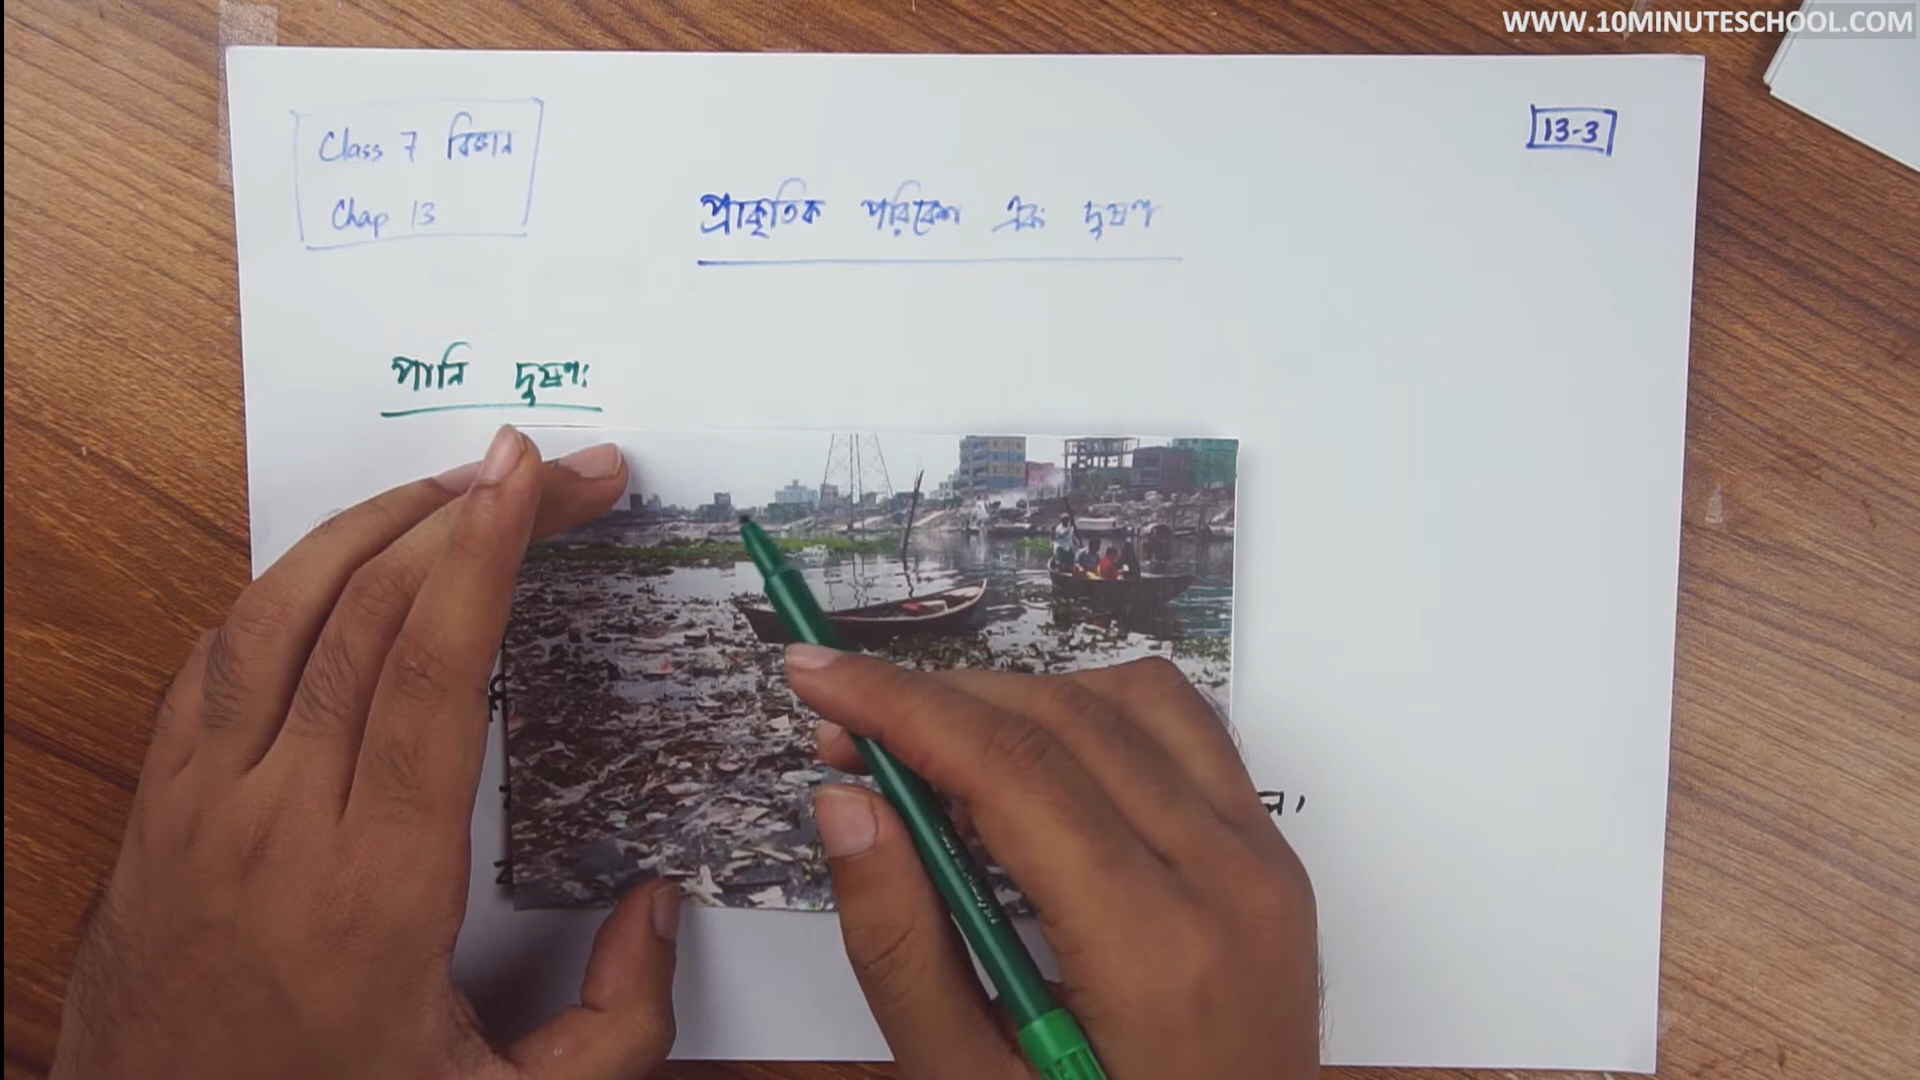 WWW.10MINUTESCHOOL.COM
Class 7 বিজ্ঞান
Chap 13
13-3
প্রাকৃতিক পরিবেশ এবং দূষণ
পানি দূষণঃ